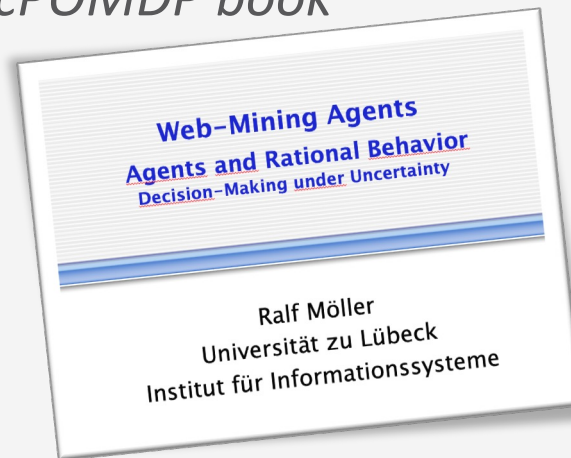 cPOMDP book
Web-Mining Agents
Agents and Rational Behavior
Decision-Making under Uncertainty
Ralf Möller
Universität zu Lübeck
Institut für Informationssysteme